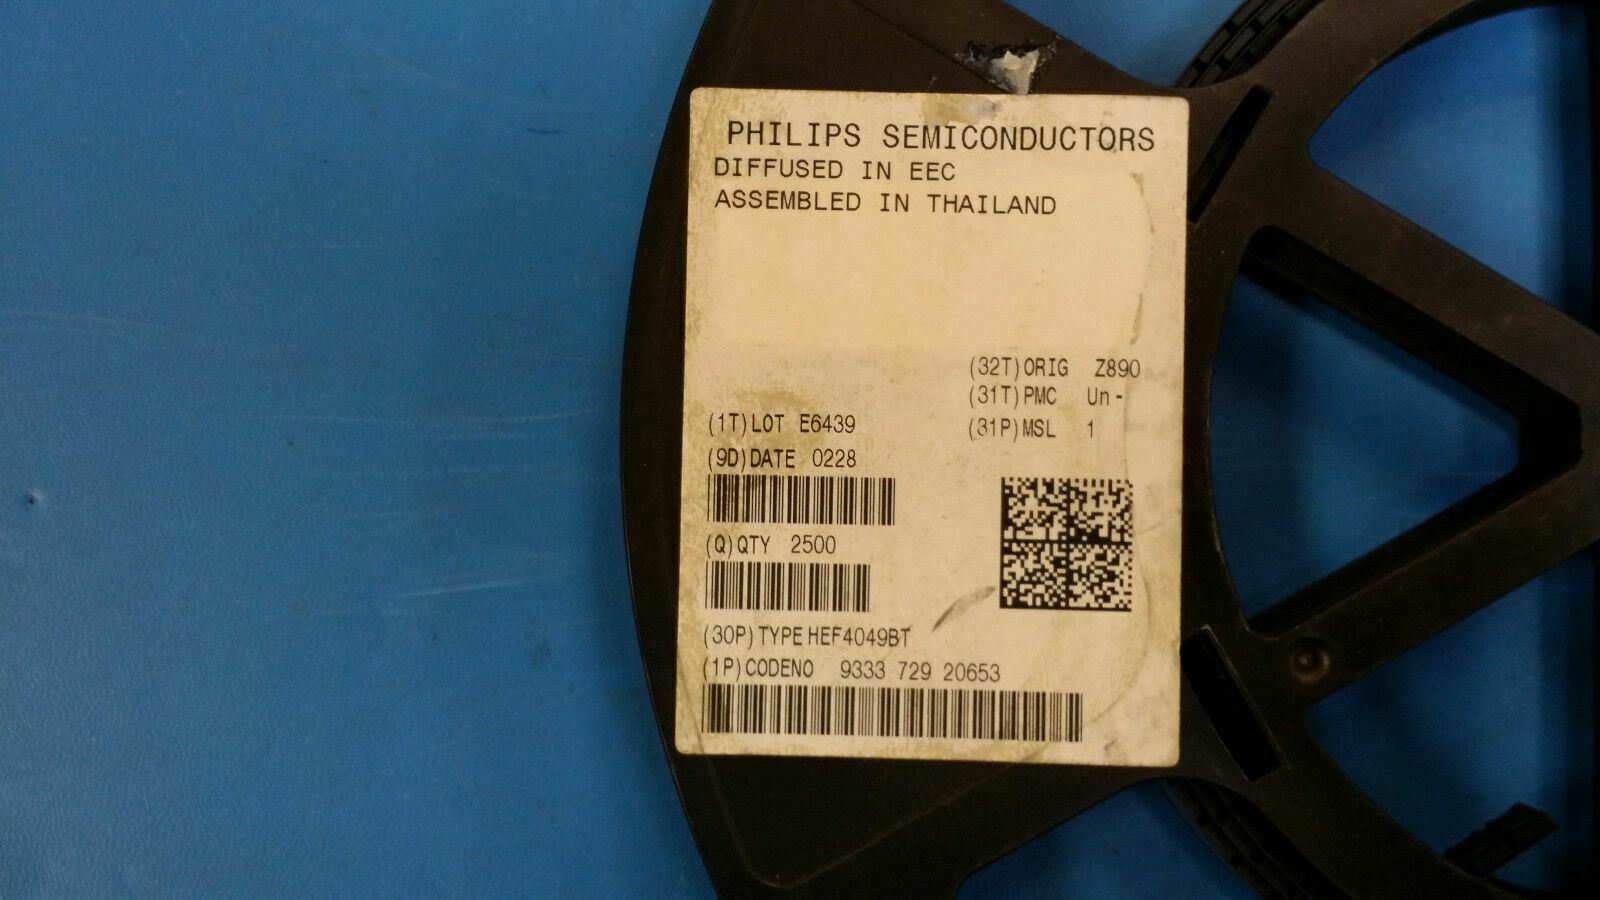 PHILIPS SEMICONDUCTORS
DIFFUSED IN EEC
ASSEMBLED IN THAILAND
(32T)ORIG Z890
(31T)PMC Un-
(31P)MSL 1
(1T)LOT E6439
(9D)DATE 0228
(Q)QTY 2500
(30P)TYPE HEF4049BT
(1P)CODENO 9333 729 20653